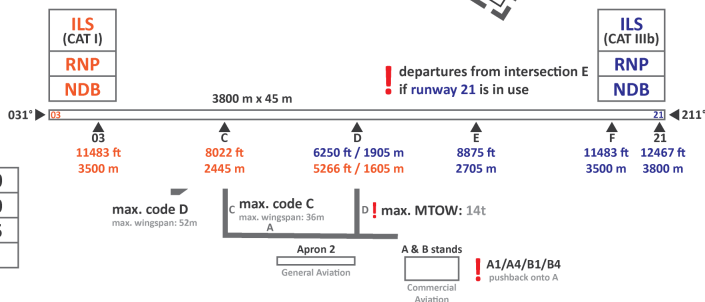 ILS
(CAT I)
RNP
NDB
ILS
(CAT IIIb)
RNP
NDB
! departures from intersection E
if runway 21 is in use
3800 m x 45 m
031°
03
21
211°
03
C
D
E
F
21
11483 ft
8022 ft
6250 ft / 1905 m
8875 ft
11483 ft
12467 ft
3500 m
2445 m
5266 ft / 1605 m
2705 m
3500 m
3800 m
max. code D
max. wingspan: 52m
C
max. code C
max. wingspan: 36m
A
D
! max. MTOW: 14t
Apron 2
General Aviation
A & B stands
Commercial
Aviation
! A1/A4/B1/B4
pushback onto A